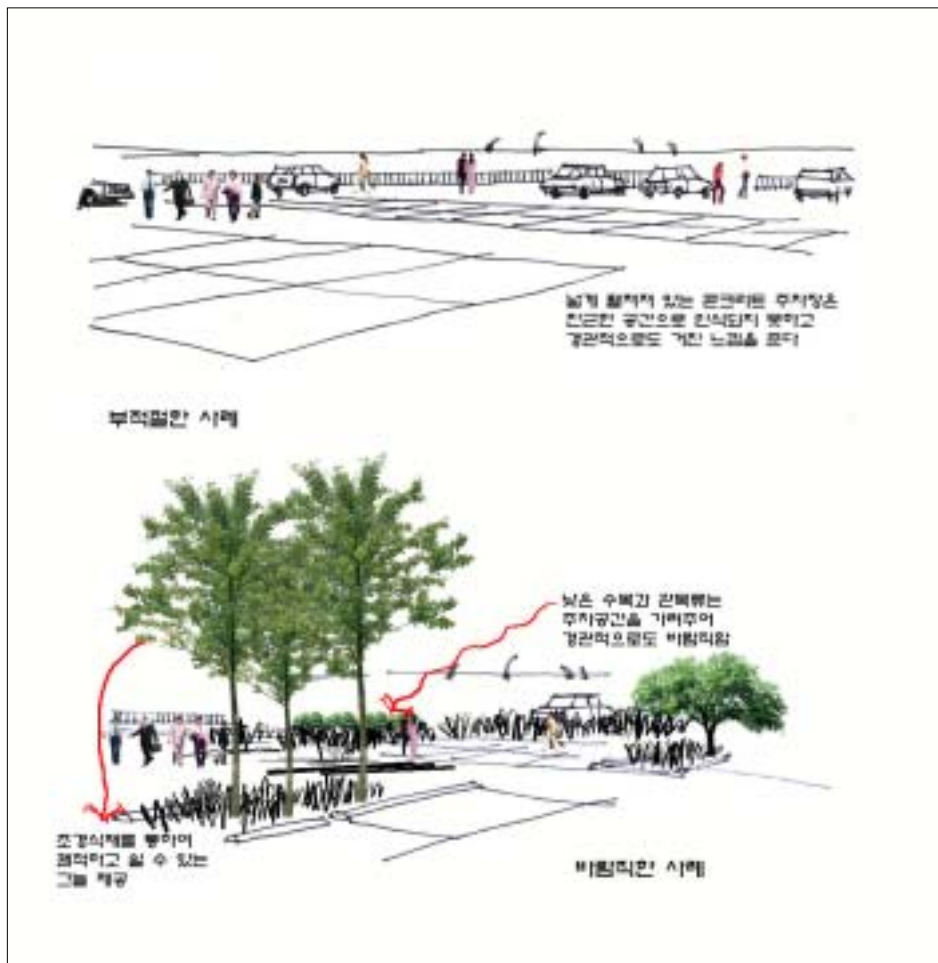 넓게 펼쳐져 있는 콘크리트 주차장은
친근한 공간으로 인식되지 못하고
경관적으로도 거친 느낌을 준다
부적절한 사례
낮은 수목과 관목류는
주차공간을 가려주어
경관적으로도 바람직함
조경식재를 통하여
쾌적하고 쉴 수 있는
그늘 제공
바람직한 사례